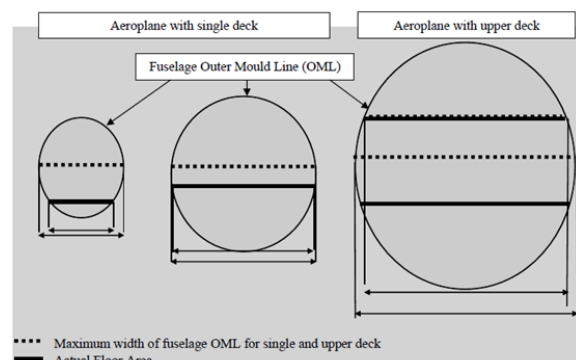 Aeroplane with single deck
Aeroplane with upper deck
Fuselage Outer Mould Line (OML)
Maximum width of fuselage OML for single and upper deck
Actual Floor Area